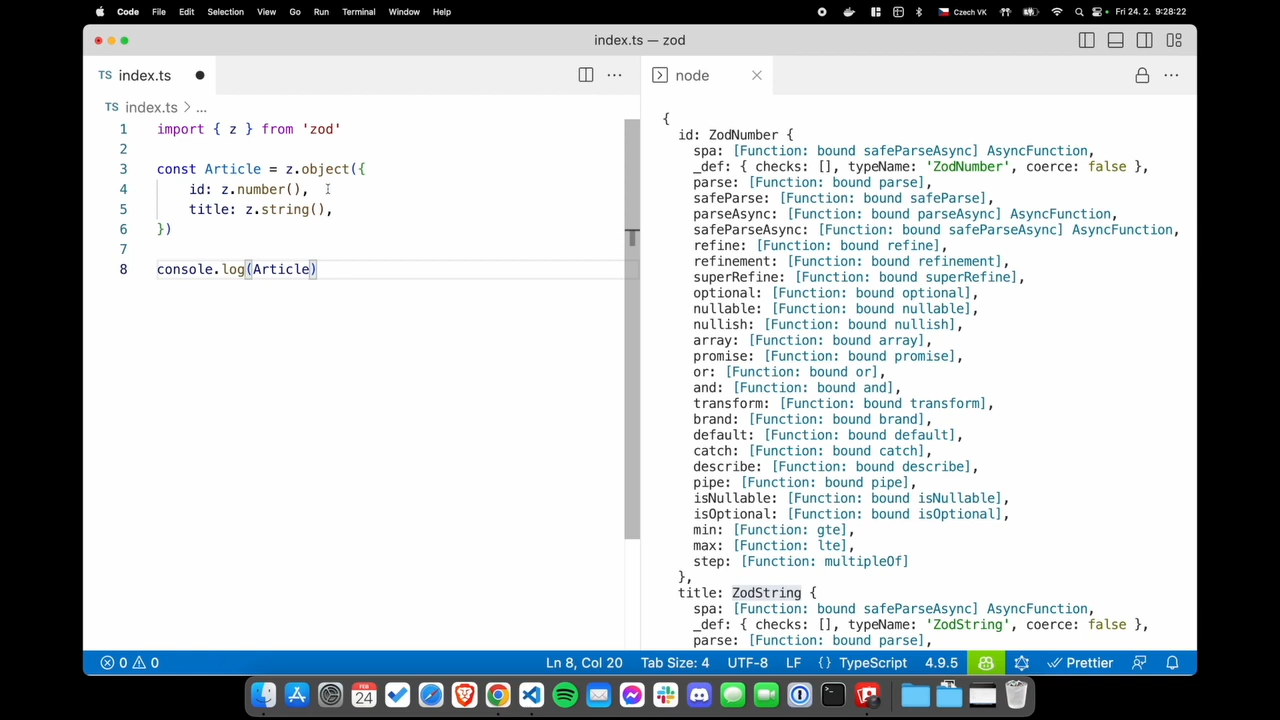 Code File Edit Selection View Go Run Terminal Window Help Czech VK Fri 24. 2. 9:28:22
index.ts — zod
TS index.ts
TS index.ts > ...
1 import { z } from 'zod'
2
3 const Article = z.object({
4 id: z.number(),
5 title: z.string(),
6 })
7
8 console.log(Article)
node
{
id: ZodNumber {
spa: [Function: bound safeParseAsync] AsyncFunction,
_def: { checks: [], typeName: 'ZodNumber', coerce: false },
parse: [Function: bound parse],
safeParse: [Function: bound safeParse],
parseAsync: [Function: bound parseAsync] AsyncFunction,
safeParseAsync: [Function: bound safeParseAsync] AsyncFunction,
refine: [Function: bound refine],
refinement: [Function: bound refinement],
superRefine: [Function: bound superRefine],
optional: [Function: bound optional],
nullable: [Function: bound nullable],
nullish: [Function: bound nullish],
array: [Function: bound array],
promise: [Function: bound promise],
or: [Function: bound or],
and: [Function: bound and],
transform: [Function: bound transform],
brand: [Function: bound brand],
default: [Function: bound default],
catch: [Function: bound catch],
describe: [Function: bound describe],
pipe: [Function: bound pipe],
isNullable: [Function: bound isNullable],
isOptional: [Function: bound isOptional],
min: [Function: gte],
max: [Function: lte],
step: [Function: multipleOf]
},
title: ZodString {
spa: [Function: bound safeParseAsync] AsyncFunction,
_def: { checks: [], typeName: 'ZodString', coerce: false },
parse: [Function: bound parse],
0 0 Ln 8, Col 20 Tab Size: 4 UTF-8 LF {} TypeScript 4.9.5 Prettier
FEB
24